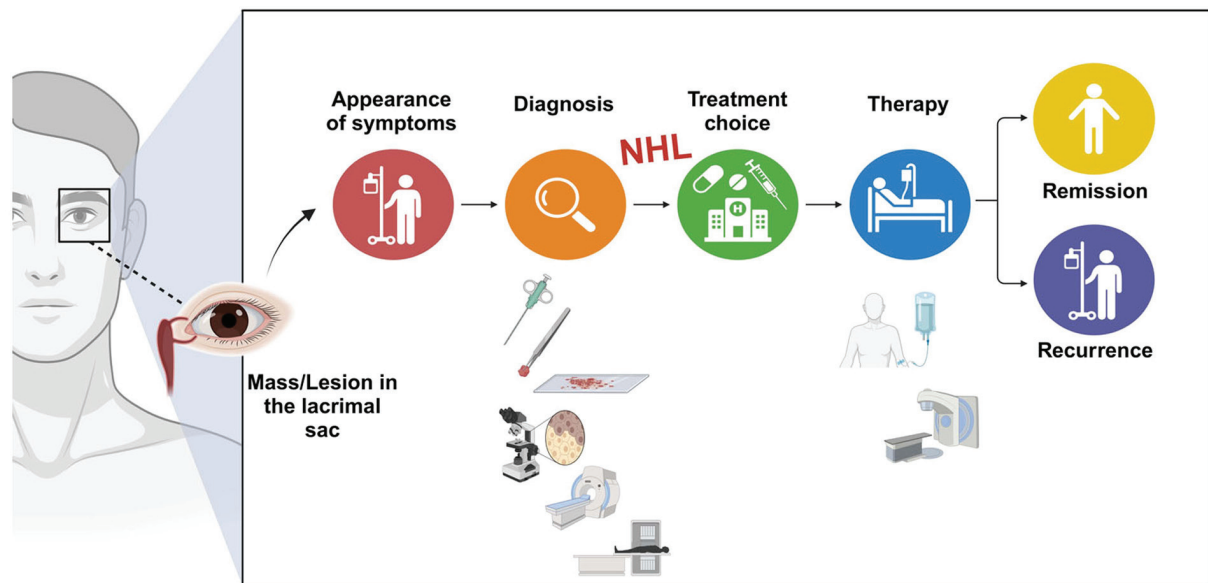 Appearance
of symptoms
Diagnosis
NHL
Treatment
choice
H
Therapy
Remission
Recurrence
Mass/Lesion in
the lacrimal
sac